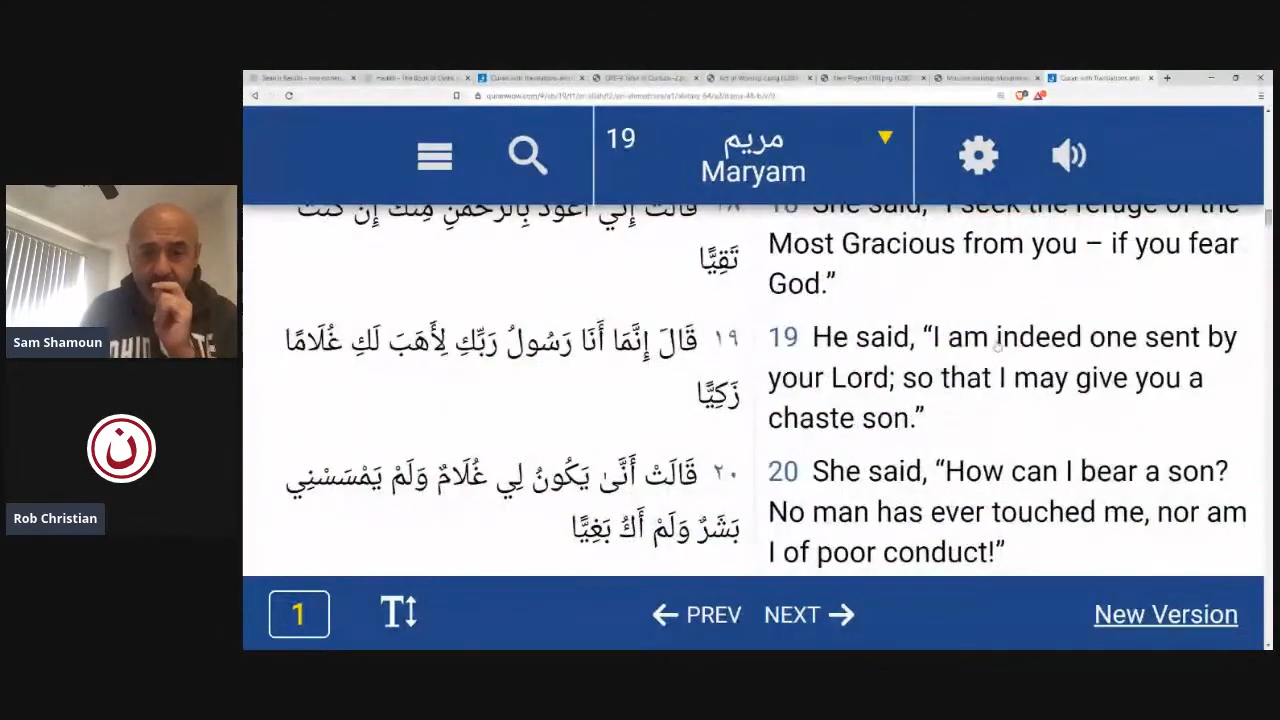 19
مريم
Maryam
قَالَتْ إِنِّي أَعُوذُ بِالرَّحْمَٰنِ مِنْكَ إِنْ كُنْتَ ١٨
تَقِيًّا
18 She said, "I seek the refuge of the
Most Gracious from you – if you fear
God."
١٩ قَالَ إِنَّمَا أَنَا رَسُولُ رَبِّكِ لِأَهَبَ لَكِ غُلَامًا
زَكِيًّا
19 He said, “I am indeed one sent by
your Lord; so that I may give you a
chaste son.”
٢٠ قَالَتْ أَنَّىٰ يَكُونُ لِي غُلَامٌ وَلَمْ يَمْسَسْنِي
بَشَرٌ وَلَمْ أَكُ بَغِيًّا
20 She said, “How can I bear a son?
No man has ever touched me, nor am
I of poor conduct!”
1
T
← PREV NEXT →
New Version
Sam Shamoun
ن
Rob Christian